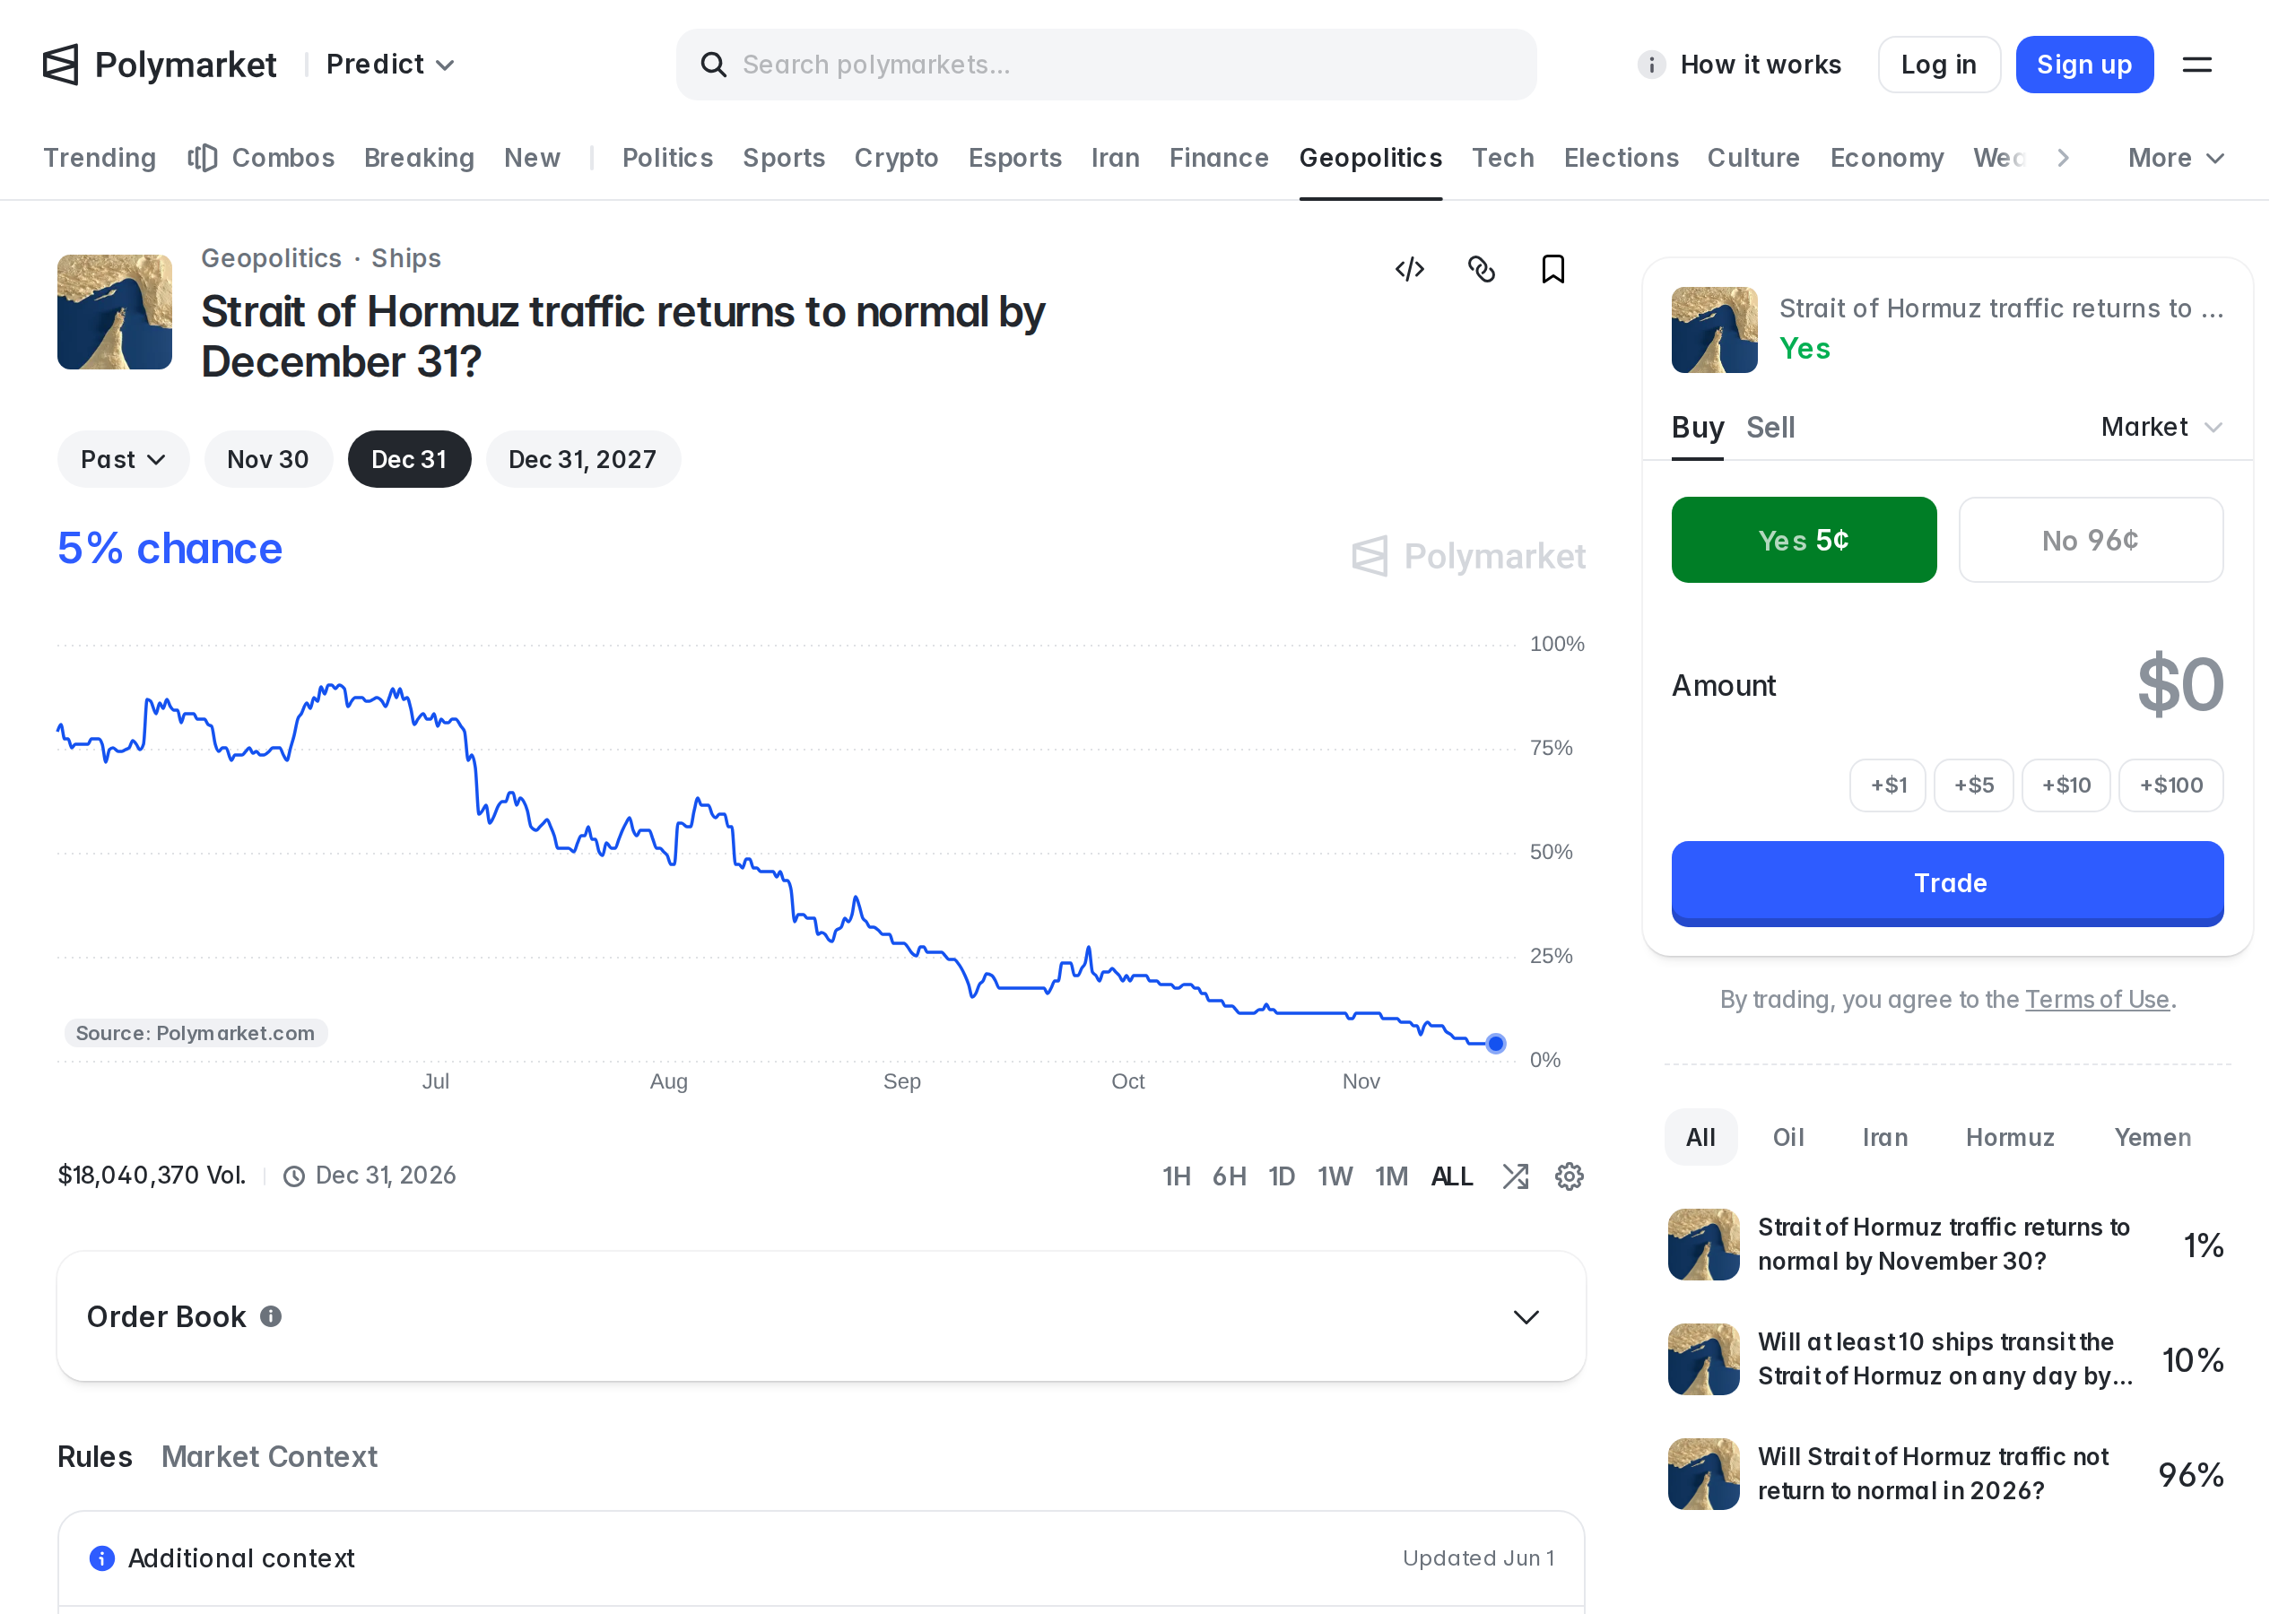 Polymarket
Predict
Search polymarkets...
How it works
Log in
Sign up
Trending
Combos
Breaking
New
Politics
Sports
Crypto
Esports
Iran
Finance
Geopolitics
Tech
Elections
Culture
Economy
Wea
More
Geopolitics · Ships
Strait of Hormuz traffic returns to normal by
December 31?
Past
Nov 30
Dec 31
Dec 31, 2027
5% chance
Polymarket
100%
75%
50%
25%
0%
Source: Polymarket.com
Jul
Aug
Sep
Oct
Nov
$18,040,370 Vol.
Dec 31, 2026
1H
6H
1D
1W
1M
ALL
Order Book
Rules
Market Context
Additional context
Updated Jun 1
Strait of Hormuz traffic returns to ...
Yes
Buy
Sell
Market
Yes 5¢
No 96¢
Amount
$0
+$1
+$5
+$10
+$100
Trade
By trading, you agree to the Terms of Use.
All
Oil
Iran
Hormuz
Yemen
Strait of Hormuz traffic returns to
normal by November 30?
1%
Will at least 10 ships transit the
Strait of Hormuz on any day by...
10%
Will Strait of Hormuz traffic not
return to normal in 2026?
96%